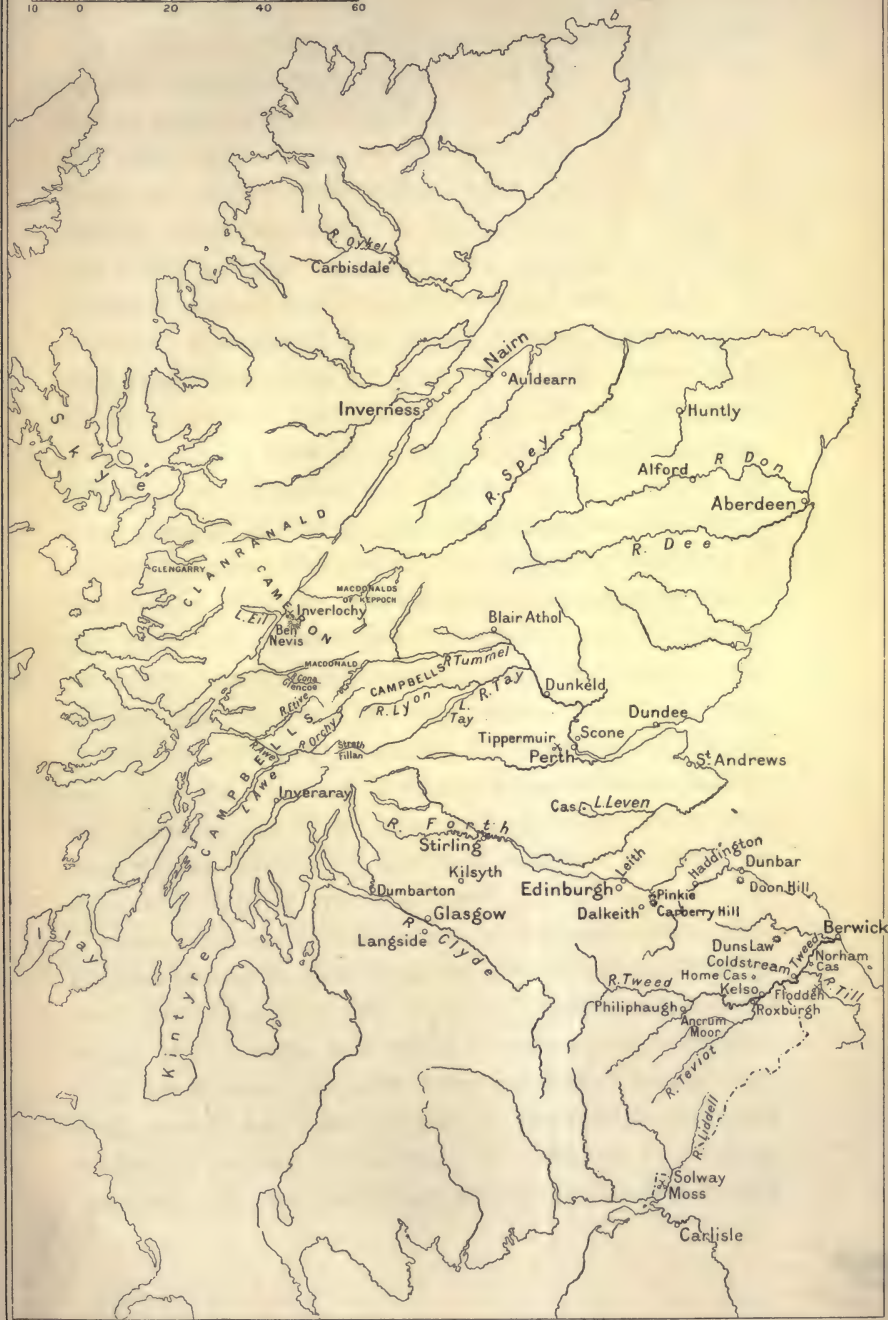 10 0 20 40 60
R. Oykel
Carbisdale
Nairn
Auldearn
Inverness
Huntly
Skye
R. Spey
Alford
R Don
Aberdeen
R. Dee
CLANRANALD
GLENGARRY
CAMERON
MACDONALDS
OF KEPPOCH
L. Eil
Inverlochy
Ben
Nevis
Blair Athol
MACDONALD
R Tummel
CAMPBELLS
Glencoe
R. Lyon
R. Tay
L.
Tay
Dunkeld
R. Etive
R Orchy
Dundee
R. Awe
Strath
Fillan
Tippermuir
Scone
Perth
St Andrews
CAMPBELLS
L Awe
Inveraray
Cas.
L. Leven
R. Forth
Stirling
Kilsyth
Leith
Haddington
Dunbar
Dumbarton
Edinburgh
Pinkie
Doon Hill
Dalkeith
Carberry Hill
Glasgow
Langside
R Clyde
Islay
Berwick
Duns Law
Tweed
Coldstream
Norham
Cas
Home Cas.
R. Tweed
Kelso
Flodden
R. Till
Philiphaugh
Roxburgh
Ancrum
Moor
Kintyre
R. Teviot
R. Liddell
Solway
Moss
Carlisle